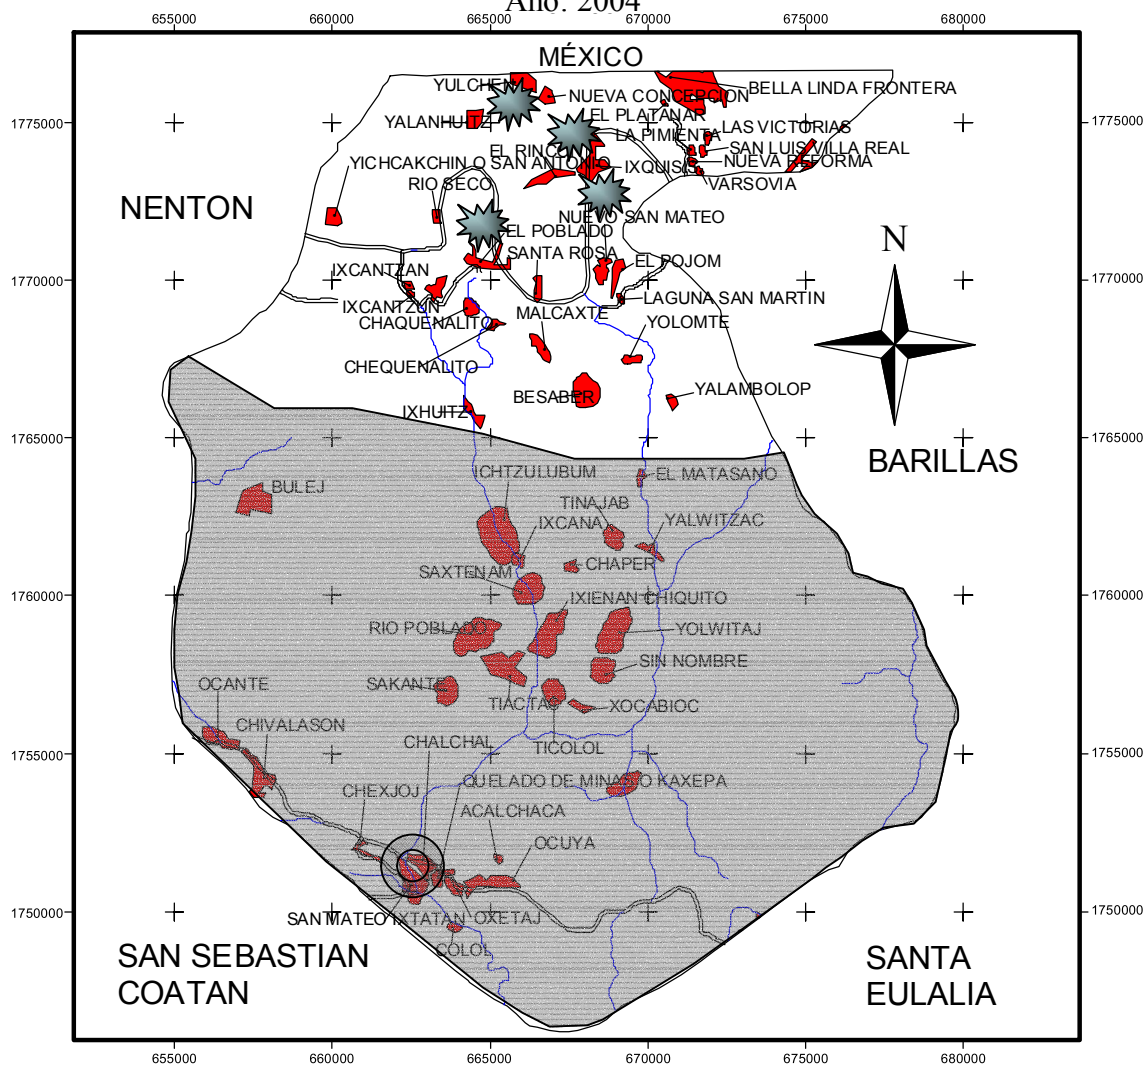 Año: 2004
655000 660000 665000 670000 675000 680000
MÉXICO
YULCHEN
BELLA LINDA FRONTERA
NUEVA CONCEPCION
1775000
YALANHUITZ
EL PLATANAR
1775000
LA PIMIENTA
LAS VICTORIAS
EL RINCON
SAN LUIS VILLA REAL
YICHCAKCHIN O SAN ANTONIO
IXQUISIS
NUEVA REFORMA
RIO SECO
VARSOVIA
NENTON
NUEVO SAN MATEO
N
EL POBLADO
SANTA ROSA
EL POJOM
IXCANTZAN
1770000
1770000
LAGUNA SAN MARTIN
IXCANTZUN
MALCAXTE
CHAQUENALITO
YOLOMTE
CHEQUENALITO
BESABER
YALAMBOLOP
IXHUITZ
1765000
1765000
BARILLAS
ICHTZULUBUM
EL MATASANO
BULEJ
TINAJAB
IXCANA
YALWITZAC
CHAPER
SAXTENAM
1760000
1760000
IXIENAN CHIQUITO
RIO POBLADO
YOLWITAJ
SIN NOMBRE
OCANTE
SAKANTE
TIACTAC
XOCABIOC
CHIVALASON
CHALCHAL
TICOLOL
1755000
1755000
QUELADO DE MINAS O KAXEPA
CHEXJOJ
ACALCHACA
OCUYA
1750000
1750000
SAN MATEO IXTATAN
OXETAJ
COLOL
SAN SEBASTIAN
COATAN
SANTA
EULALIA
655000 660000 665000 670000 675000 680000